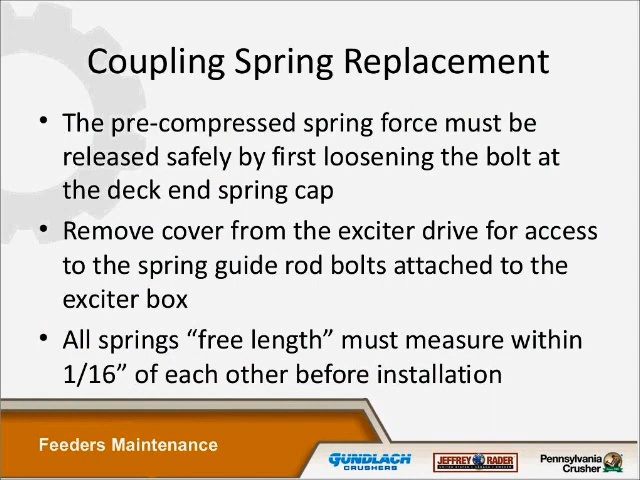 Coupling Spring Replacement
• The pre-compressed spring force must be
released safely by first loosening the bolt at
the deck end spring cap
• Remove cover from the exciter drive for access
to the spring guide rod bolts attached to the
exciter box
• All springs “free length” must measure within
1/16” of each other before installation
Feeders Maintenance
GUNDLACH
CRUSHERS
JEFFREY RADER
Pennsylvania
Crusher